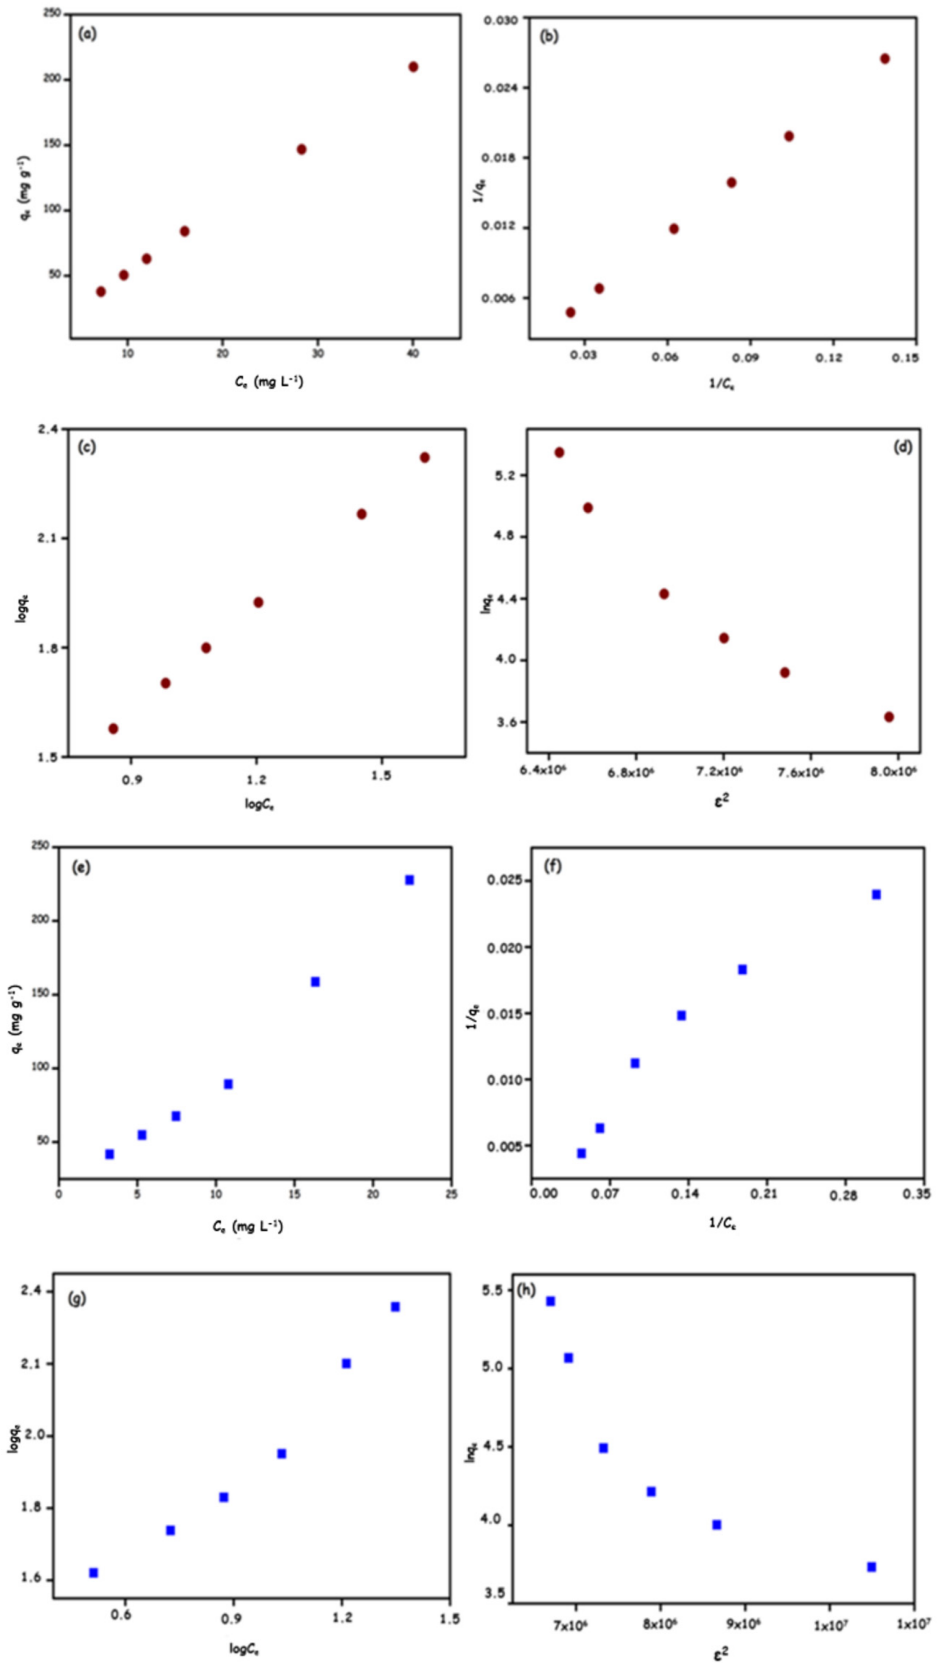 (a)
250
200
150
100
50
qₑ (mg g⁻¹)
10 20 30 40
Cₑ (mg L⁻¹)
(b)
0.030
0.024
0.018
0.012
0.006
1/qₑ
0.03 0.06 0.09 0.12 0.15
1/Cₑ
(c)
2.4
2.1
1.8
1.5
logqₑ
0.9 1.2 1.5
logCₑ
(d)
5.2
4.8
4.4
4.0
3.6
lnqₑ
6.4x10⁶ 6.8x10⁶ 7.2x10⁶ 7.6x10⁶ 8.0x10⁶
ε²
(e)
250
200
150
100
50
qₑ (mg g⁻¹)
0 5 10 15 20 25
Cₑ (mg L⁻¹)
(f)
0.025
0.020
0.015
0.010
0.005
1/qₑ
0.00 0.07 0.14 0.21 0.28 0.35
1/Cₑ
(g)
2.4
2.1
2.0
1.8
1.6
logqₑ
0.6 0.9 1.2 1.5
logCₑ
(h)
5.5
5.0
4.5
4.0
3.5
lnqₑ
7x10⁶ 8x10⁶ 9x10⁶ 1x10⁷ 1x10⁷
ε²